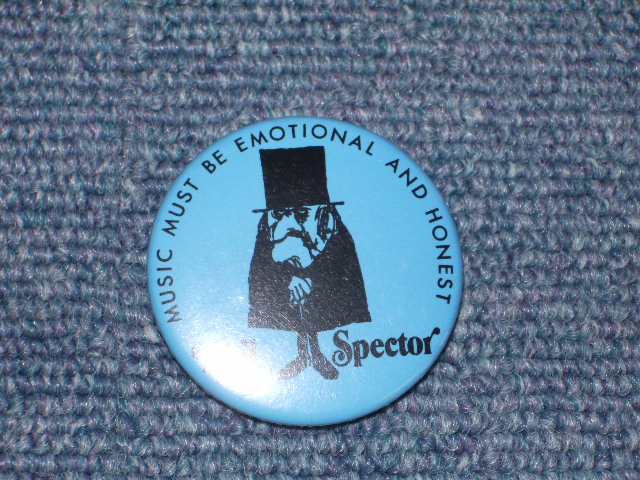 MUSIC MUST BE EMOTIONAL AND HONEST
Spector